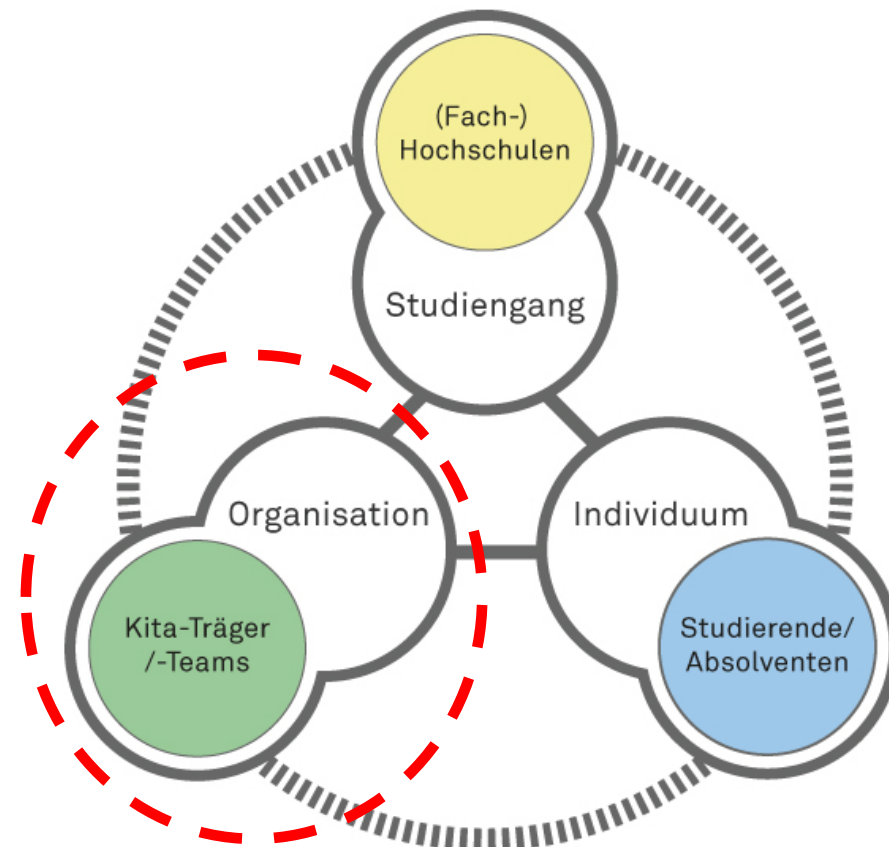 (Fach-)
Hochschulen
Studiengang
Organisation
Individuum
Kita-Träger
/-Teams
Studierende/
Absolventen